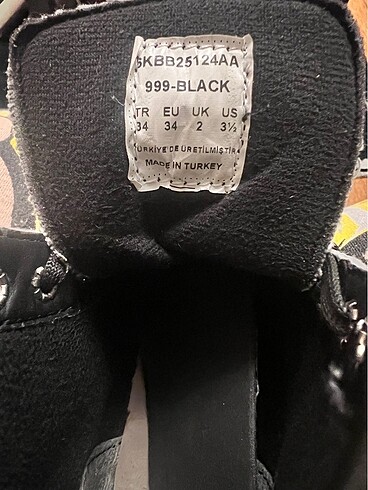 SKBB25124AA
999-BLACK
TR EU UK US
34 34 2 3½
TÜRKİYE'DE ÜRETİLMİŞTİR
MADE IN TURKEY